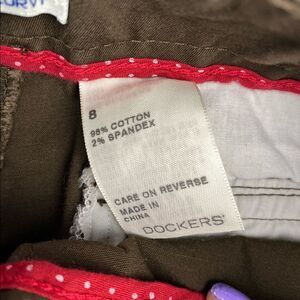 8
98% COTTON
2% SPANDEX
CARE ON REVERSE
MADE IN
CHINA
DOCKERS®